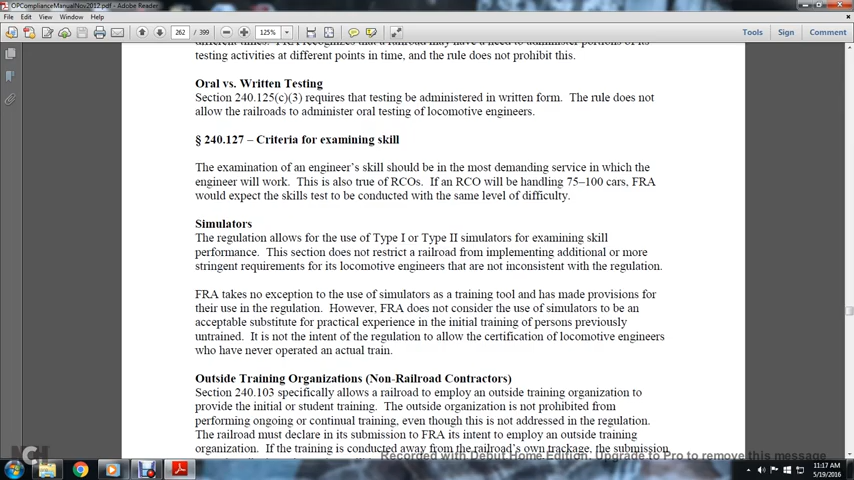 OPComplianceManualNov2012.pdf - Adobe Reader
File Edit View Window Help
262 / 399 125% Tools Sign Comment
testing activities at different points in time, and the rule does not prohibit this.
Oral vs. Written Testing
Section 240.125(c)(3) requires that testing be administered in written form. The rule does not
allow the railroads to administer oral testing of locomotive engineers.
§ 240.127 – Criteria for examining skill
The examination of an engineer’s skill should be in the most demanding service in which the
engineer will work. This is also true of RCOs. If an RCO will be handling 75–100 cars, FRA
would expect the skills test to be conducted with the same level of difficulty.
Simulators
The regulation allows for the use of Type I or Type II simulators for examining skill
performance. This section does not restrict a railroad from implementing additional or more
stringent requirements for its locomotive engineers that are not inconsistent with the regulation.
FRA takes no exception to the use of simulators as a training tool and has made provisions for
their use in the regulation. However, FRA does not consider the use of simulators to be an
acceptable substitute for practical experience in the initial training of persons previously
untrained. It is not the intent of the regulation to allow the certification of locomotive engineers
who have never operated an actual train.
Outside Training Organizations (Non-Railroad Contractors)
Section 240.103 specifically allows a railroad to employ an outside training organization to
provide the initial or student training. The outside organization is not prohibited from
performing ongoing or continual training, even though this is not addressed in the regulation.
The railroad must declare in its submission to FRA its intent to employ an outside training
organization. If the training is conducted away from the railroad’s own trackage, the submission
NCH
Recorded with Debut Home Edition. Upgrade to Pro to remove this message
11:17 AM
5/19/2016